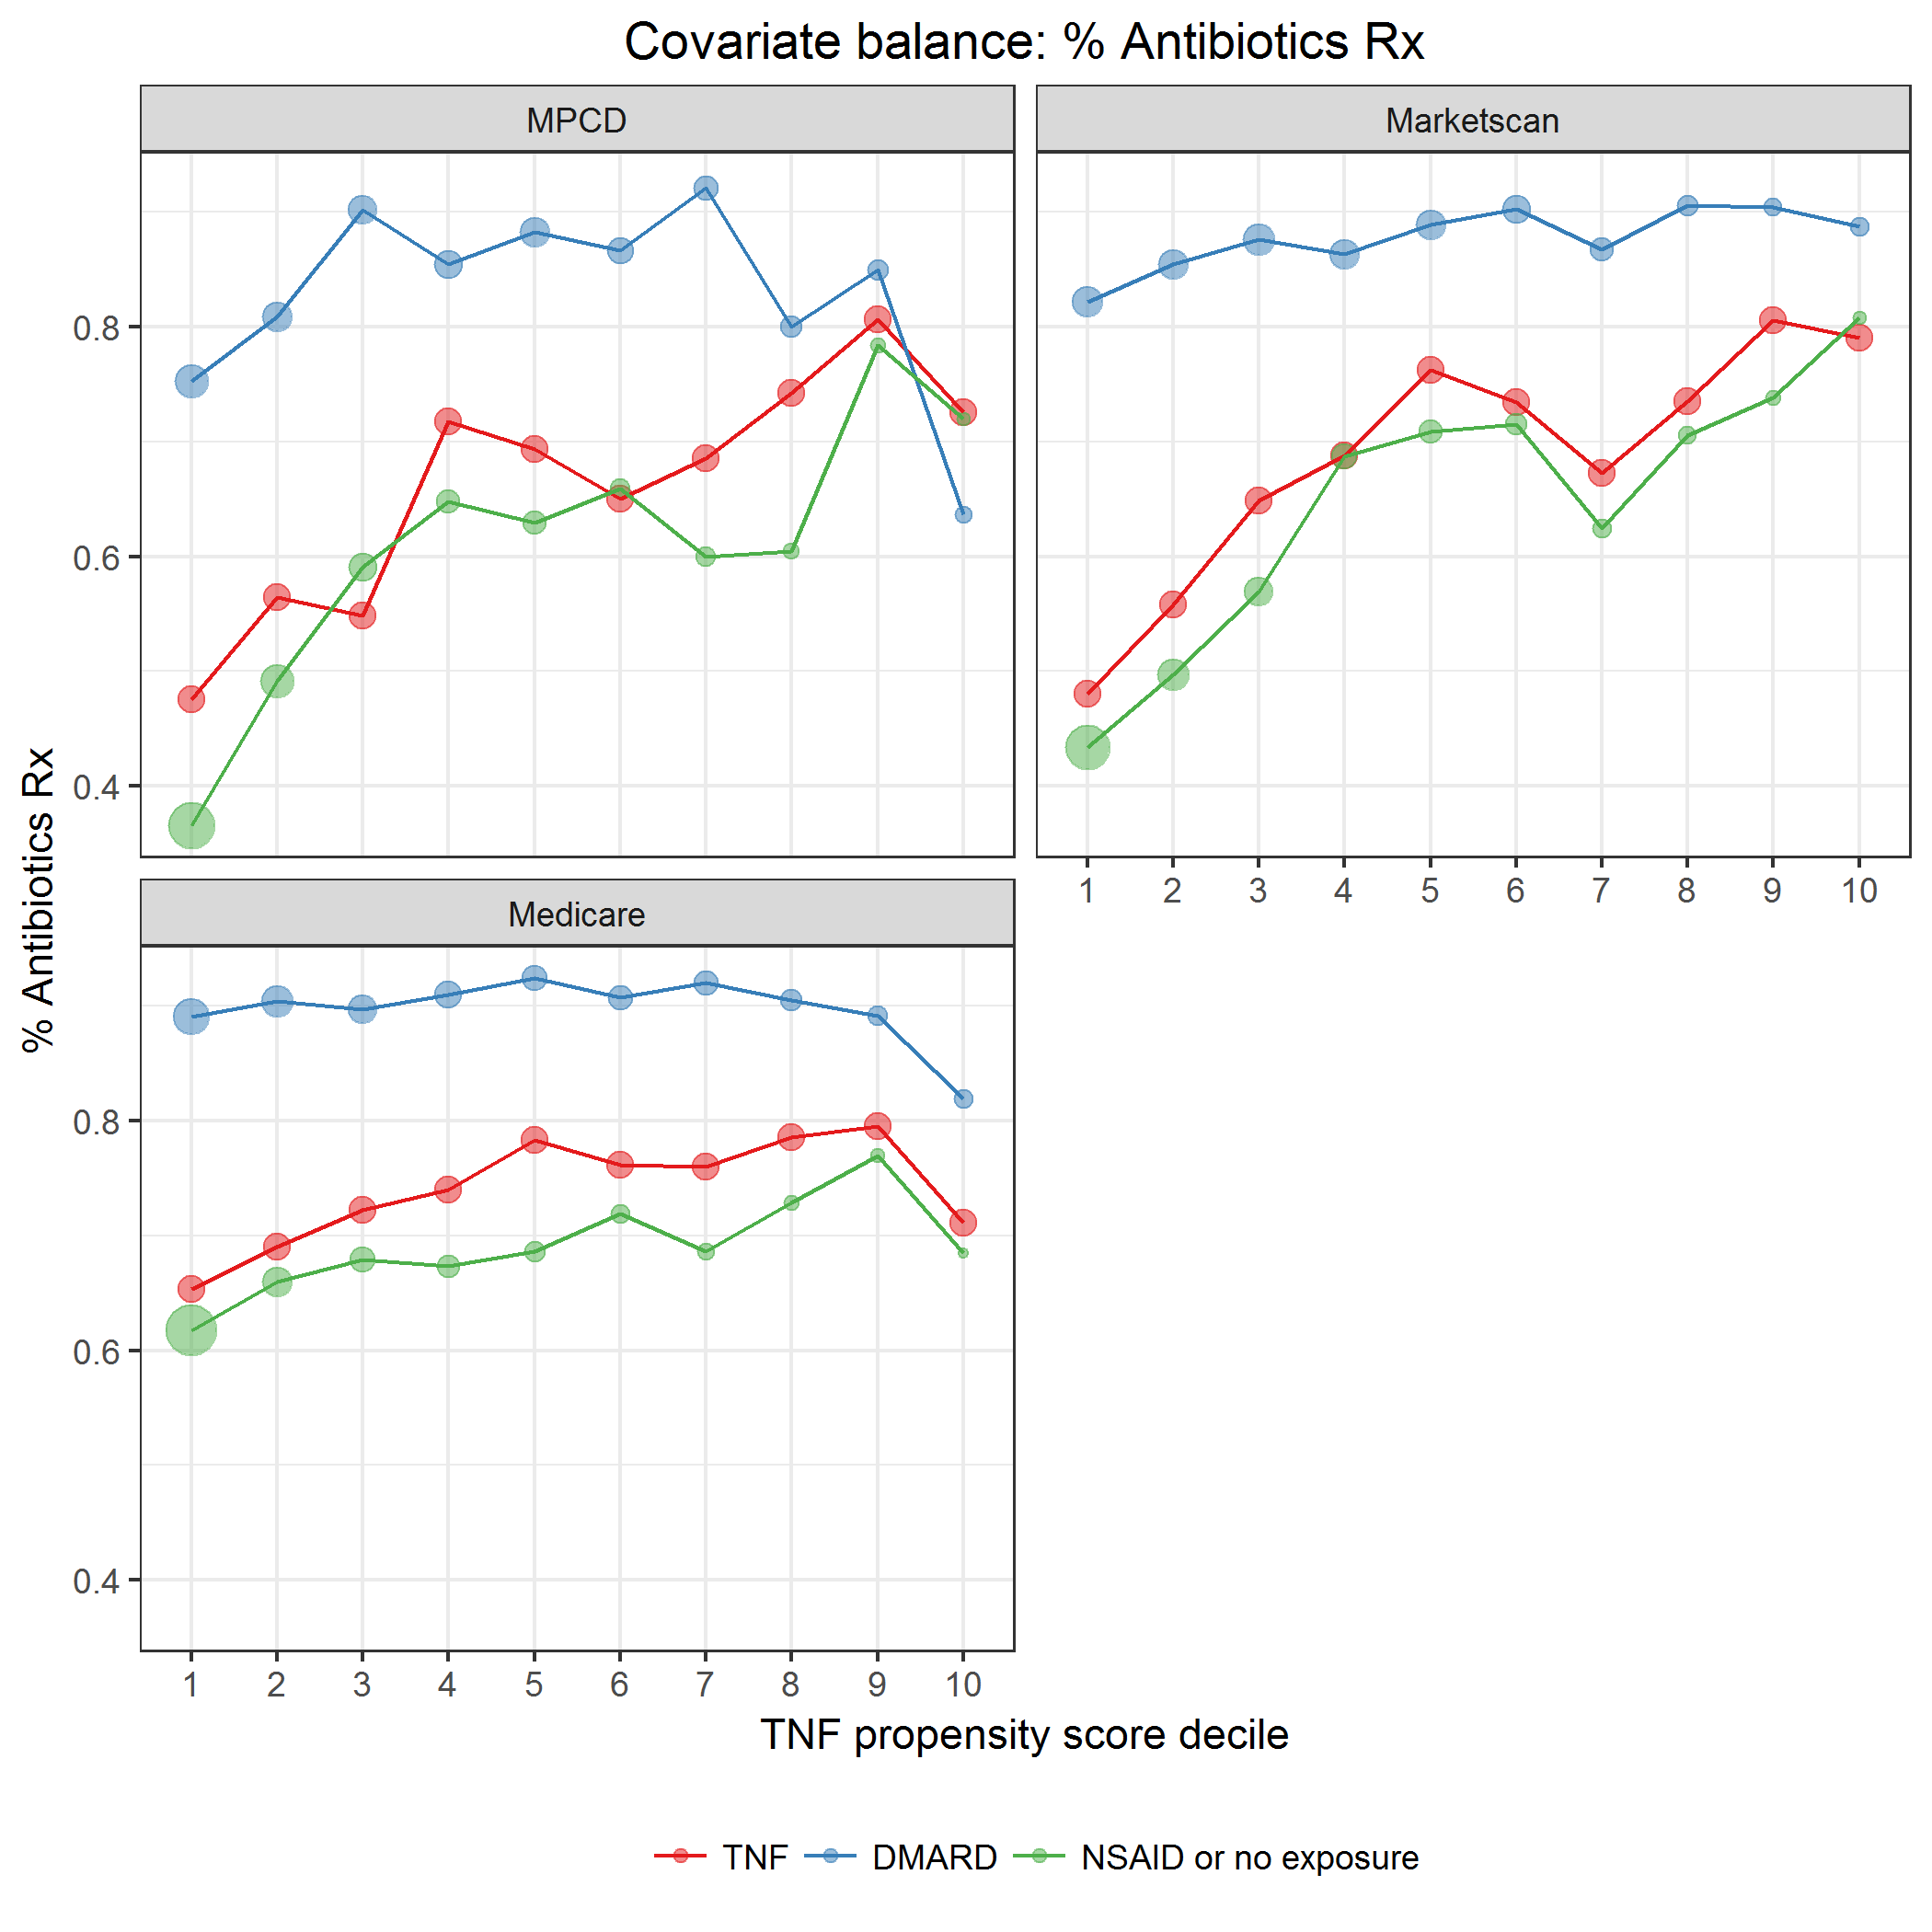 Covariate balance: % Antibiotics Rx
MPCD
Marketscan
0.8
0.6
0.4
1 2 3 4 5 6 7 8 9 10
Medicare
% Antibiotics Rx
0.8
0.6
0.4
1 2 3 4 5 6 7 8 9 10
TNF propensity score decile
TNF DMARD NSAID or no exposure